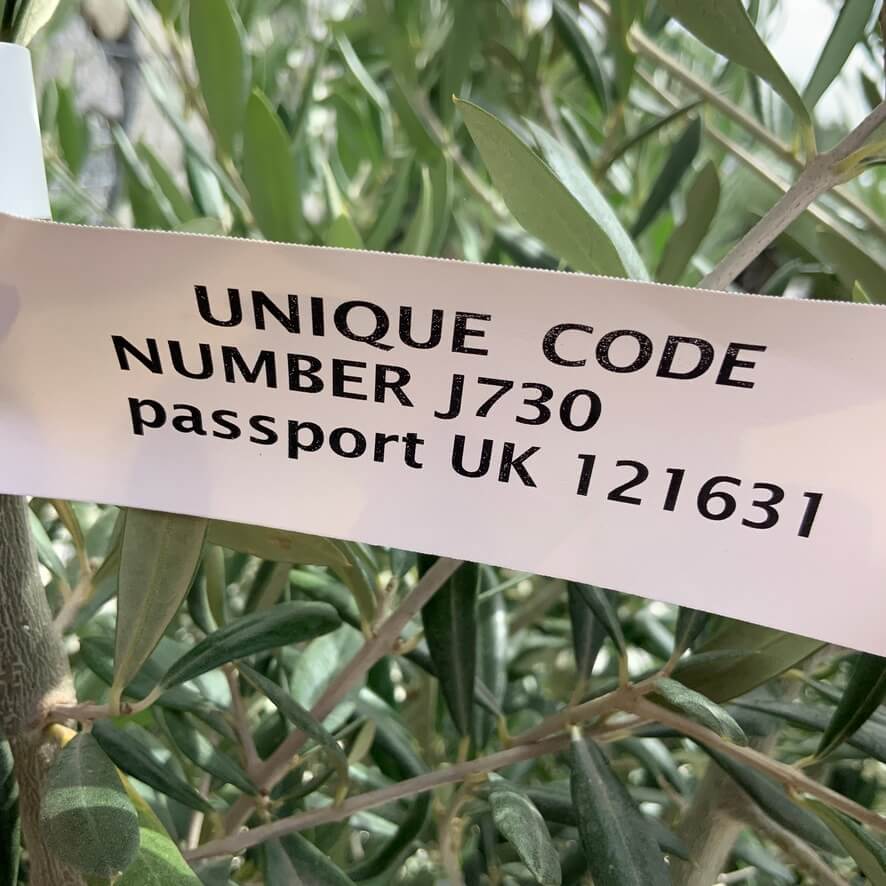 UNIQUE CODE
NUMBER J730
passport UK 121631